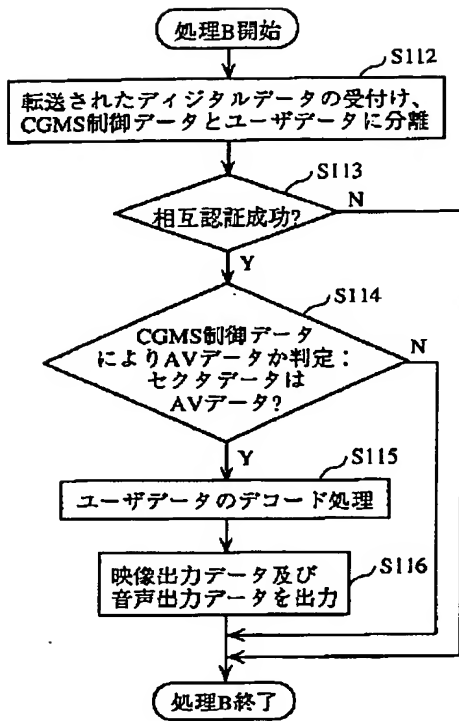 処理B開始
S112
転送されたディジタルデータの受付け、
CGMS制御データとユーザデータに分離
S113
相互認証成功?
N
Y
S114
CGMS制御データ
によりAVデータか判定:
セクタデータは
AVデータ?
N
Y
S115
ユーザデータのデコード処理
S116
映像出力データ及び
音声出力データを出力
処理B終了